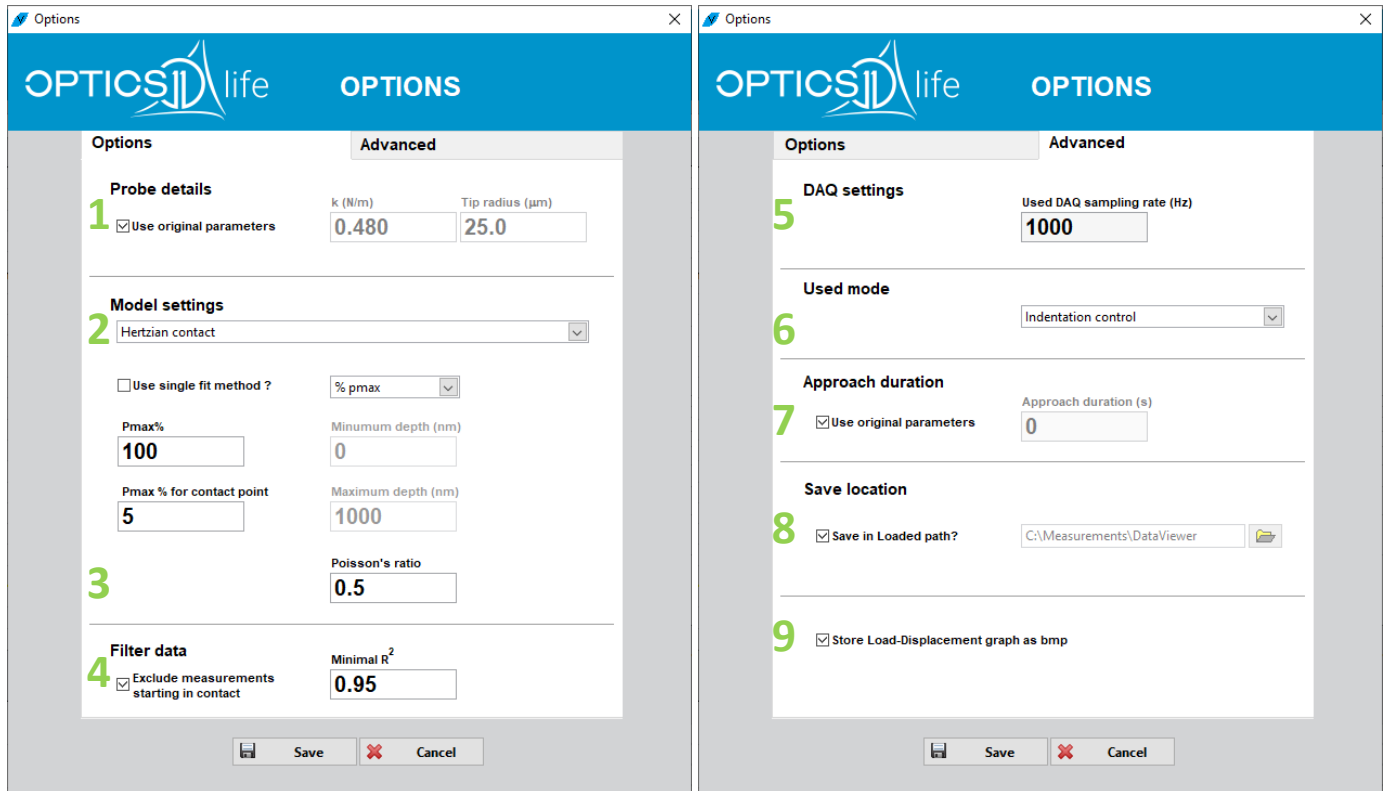 Options
OPTICS11 life
OPTIONS
Options
Advanced
Probe details
1
Use original parameters
k (N/m)
Tip radius (μm)
0.480
25.0
Model settings
2
Hertzian contact
Use single fit method ?
% pmax
Pmax%
Minumum depth (nm)
100
0
Pmax % for contact point
Maximum depth (nm)
5
1000
3
Poisson's ratio
0.5
Filter data
4
Exclude measurements
starting in contact
Minimal R²
0.95
Save
Cancel
Options
OPTICS11 life
OPTIONS
Options
Advanced
DAQ settings
5
Used DAQ sampling rate (Hz)
1000
Used mode
6
Indentation control
Approach duration
7
Use original parameters
Approach duration (s)
0
Save location
8
Save in Loaded path?
C:\Measurements\DataViewer
9
Store Load-Displacement graph as bmp
Save
Cancel